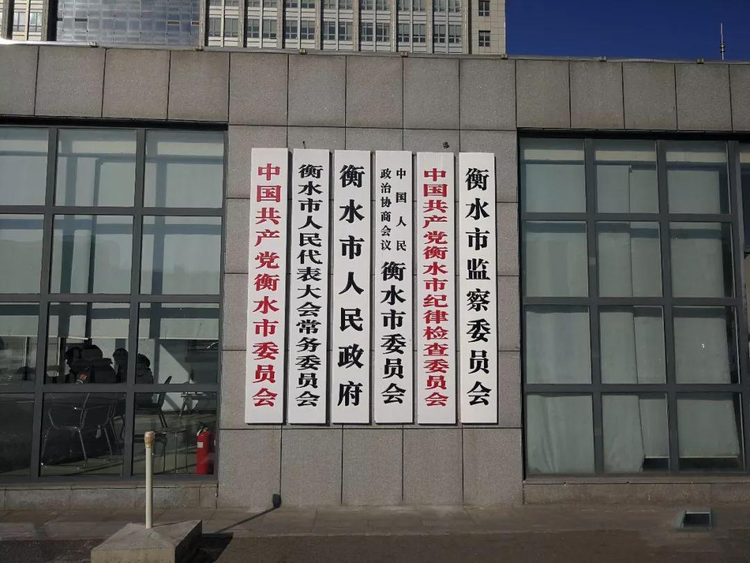 中国共产党衡水市委员会
衡水市人民代表大会常务委员会
衡水市人民政府
中国人民
政治协商会议
衡水市委员会
中国共产党衡水市纪律检查委员会
衡水市监察委员会